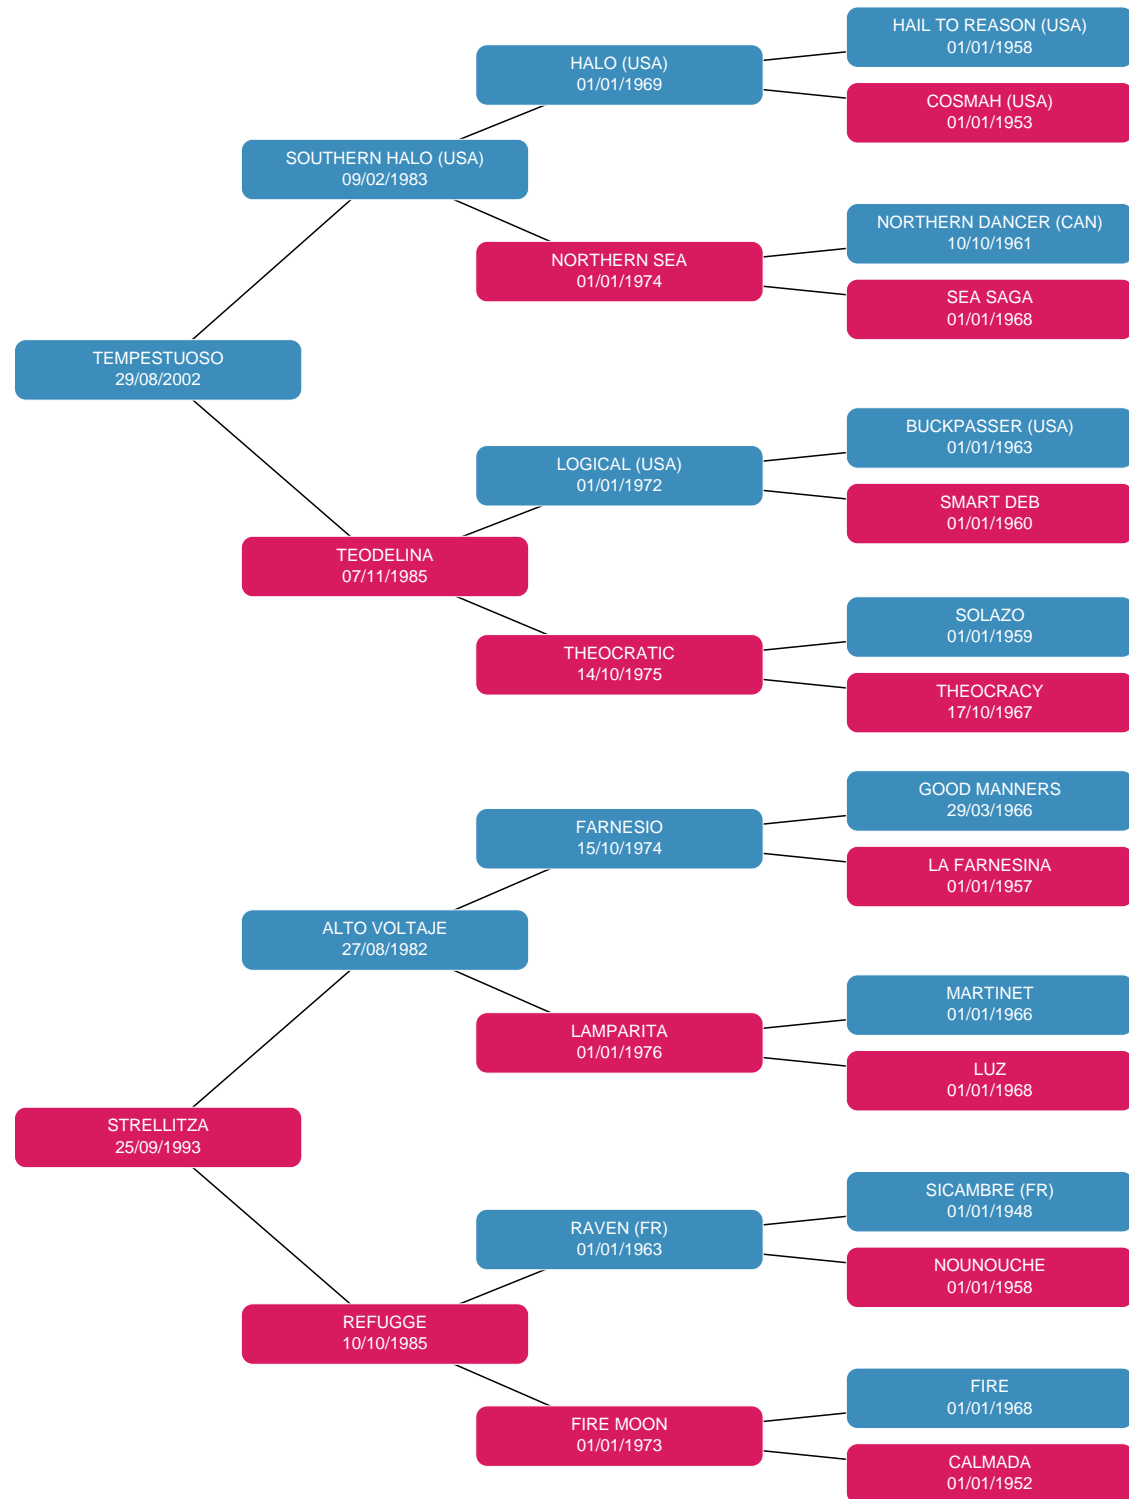 HAIL TO REASON (USA)
01/01/1958
HALO (USA)
01/01/1969
COSMAH (USA)
01/01/1953
SOUTHERN HALO (USA)
09/02/1983
NORTHERN DANCER (CAN)
10/10/1961
NORTHERN SEA
01/01/1974
SEA SAGA
01/01/1968
TEMPESTUOSO
29/08/2002
BUCKPASSER (USA)
01/01/1963
LOGICAL (USA)
01/01/1972
SMART DEB
01/01/1960
TEODELINA
07/11/1985
SOLAZO
01/01/1959
THEOCRATIC
14/10/1975
THEOCRACY
17/10/1967
GOOD MANNERS
29/03/1966
FARNESIO
15/10/1974
LA FARNESINA
01/01/1957
ALTO VOLTAJE
27/08/1982
MARTINET
01/01/1966
LAMPARITA
01/01/1976
LUZ
01/01/1968
STRELLITZA
25/09/1993
SICAMBRE (FR)
01/01/1948
RAVEN (FR)
01/01/1963
NOUNOUCHE
01/01/1958
REFUGGE
10/10/1985
FIRE
01/01/1968
FIRE MOON
01/01/1973
CALMADA
01/01/1952